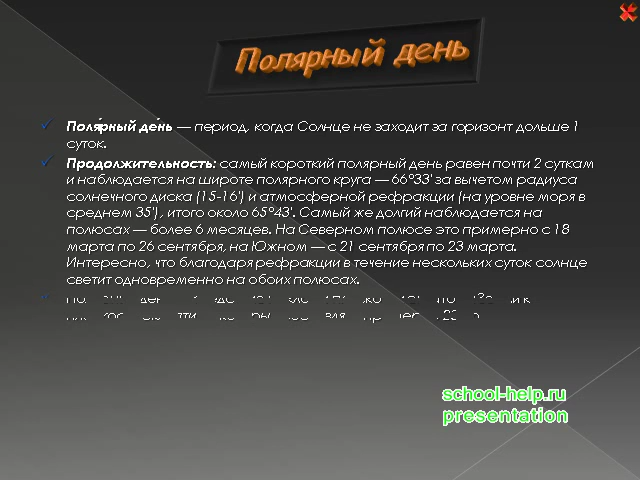 Полярный день
Поля́рный де́нь — период, когда Солнце не заходит за горизонт дольше 1
суток.
Продолжительность: самый короткий полярный день равен почти 2 суткам
и наблюдается на широте полярного круга — 66°33' за вычетом радиуса
солнечного диска (15-16') и атмосферной рефракции (на уровне моря в
среднем 35'), итого около 65°43'. Самый же долгий наблюдается на
полюсах — более 6 месяцев. На Северном полюсе это примерно с 18
марта по 26 сентября, на Южном — с 21 сентября по 23 марта.
Интересно, что благодаря рефракции в течение нескольких суток солнце
светит одновременно на обоих полюсах.
school-help.ru
presentation